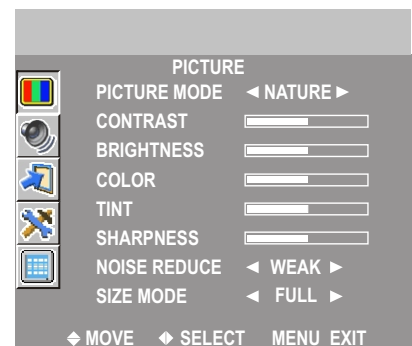 PICTURE
PICTURE MODE ◄ NATURE ►
CONTRAST
BRIGHTNESS
COLOR
TINT
SHARPNESS
NOISE REDUCE ◄ WEAK ►
SIZE MODE ◄ FULL ►
MOVE SELECT MENU EXIT